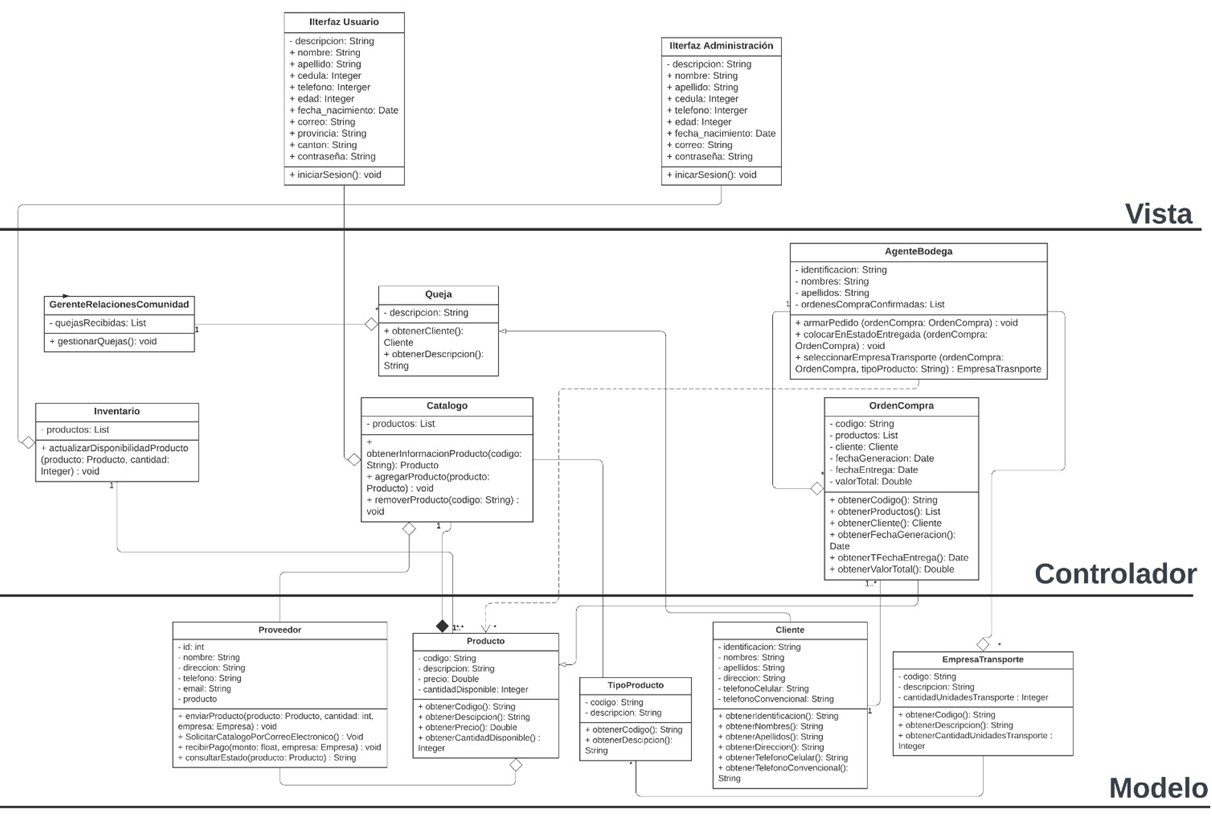 IIterfaz Usuario
- descripcion: String
+ nombre: String
+ apellido: String
+ cedula: Integer
+ telefono: Interger
+ edad: Integer
+ fecha_nacimiento: Date
+ correo: String
+ provincia: String
+ canton: String
+ contraseña: String
+ iniciarSesion(): void
IIterfaz Administración
- descripcion: String
+ nombre: String
+ apellido: String
+ cedula: Integer
+ telefono: Interger
+ edad: Integer
+ fecha_nacimiento: Date
+ correo: String
+ contraseña: String
+ inicarSesion(): void
Vista
GerenteRelacionesComunidad
- quejasRecibidas: List
+ gestionarQuejas(): void
1
*
Queja
- descripcion: String
+ obtenerCliente():
Cliente
+ obtenerDescripcion():
String
AgenteBodega
- identificacion: String
- nombres: String
- apellidos: String
- ordenesCompraConfirmadas: List
+ armarPedido (ordenCompra: OrdenCompra) : void
+ colocarEnEstadoEntregada (ordenCompra:
OrdenCompra) : void
+ seleccionarEmpresaTransporte (ordenCompra:
OrdenCompra, tipoProducto: String) : EmpresaTrasnporte
1
Inventario
- productos: List
+ actualizarDisponibilidadProducto
(producto: Producto, cantidad:
Integer) : void
1
Catalogo
- productos: List
+
obtenerInformacionProducto(codigo:
String): Producto
+ agregarProducto(producto:
Producto) : void
+ removerProducto(codigo: String) :
void
1
OrdenCompra
- codigo: String
- productos: List
- cliente: Cliente
- fechaGeneracion: Date
- fechaEntrega: Date
- valorTotal: Double
+ obtenerCodigo(): String
+ obtenerProductos(): List
+ obtenerCliente(): Cliente
+ obtenerFechaGeneracion():
Date
+ obtenerTFechaEntrega(): Date
+ obtenerValorTotal(): Double
*
1..*
Controlador
Proveedor
- id: int
- nombre: String
- direccion: String
- telefono: String
- email: String
- producto
+ enviarProducto(producto: Producto, cantidad: int,
empresa: Empresa) : void
+ SolicitarCatalogoPorCorreoElectronico() : Void
+ recibirPago(monto: float, empresa: Empresa) : void
+ consultarEstado(producto: Producto) : String
*
Producto
- codigo: String
- descripcion: String
- precio: Double
- cantidadDisponible: Integer
+ obtenerCodigo(): String
+ obtenerDescipcion(): String
+ obtenerPrecio(): Double
+ obtenerCantidadDisponible() :
Integer
TipoProducto
- codigo: String
- descripcion: String
+ obtenerCodigo(): String
+ obtenerDescipcion():
String
*
Cliente
- identificacion: String
- nombres: String
- apellidos: String
- direccion: String
- telefonoCelular: String
- telefonoConvencional: String
+ obtenerIdentificacion(): String
+ obtenerNombres(): String
+ obtenerApellidos(): String
+ obtenerDireccion(): String
+ obtenerTelefonoCelular(): String
+ obtenerTelefonoConvencional():
String
1
*
EmpresaTransporte
- codigo: String
- descripcion: String
- cantidadUnidadesTransporte : Integer
+ obtenerCodigo(): String
+ obtenerDescripcion(): String
+ obtenerCantidadUnidadesTransporte :
Integer
Modelo